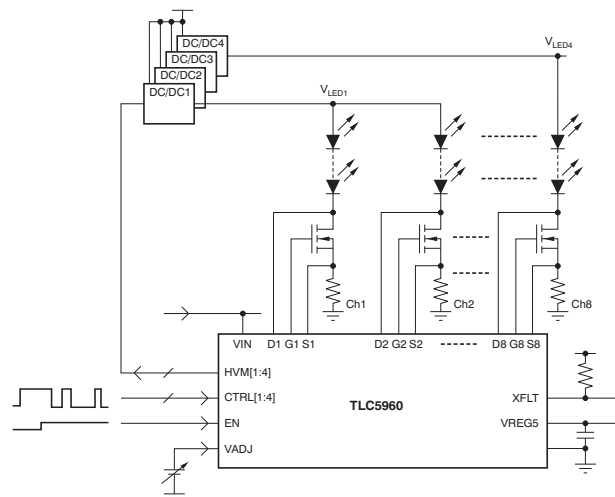 DC/DC4
DC/DC3
DC/DC2
DC/DC1
VLED4
VLED1
Ch1
Ch2
Ch8
VIN
D1 G1 S1
D2 G2 S2
D8 G8 S8
HVM[1:4]
CTRL[1:4]
TLC5960
XFLT
EN
VREG5
VADJ